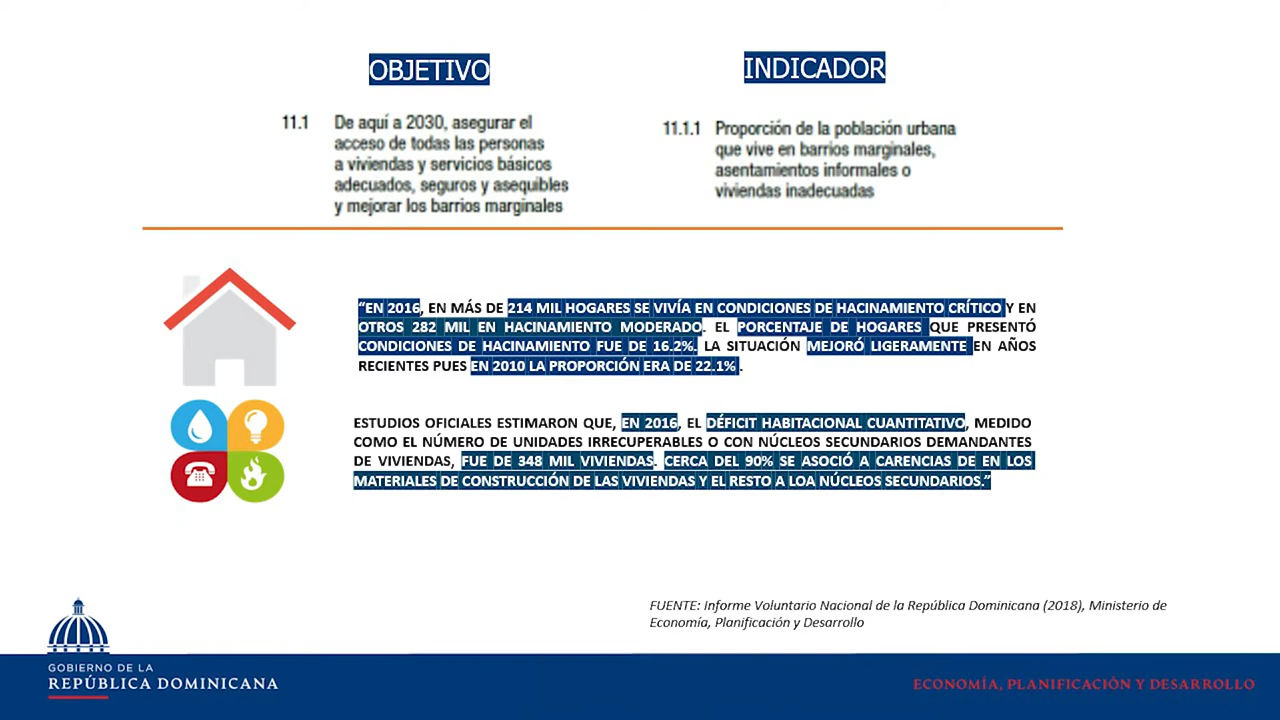 OBJETIVO
INDICADOR
11.1 De aquí a 2030, asegurar el
acceso de todas las personas
a viviendas y servicios básicos
adecuados, seguros y asequibles
y mejorar los barrios marginales
11.1.1 Proporción de la población urbana
que vive en barrios marginales,
asentamientos informales o
viviendas inadecuadas
“EN 2016, EN MÁS DE 214 MIL HOGARES SE VIVÍA EN CONDICIONES DE HACINAMIENTO CRÍTICO Y EN
OTROS 282 MIL EN HACINAMIENTO MODERADO. EL PORCENTAJE DE HOGARES QUE PRESENTÓ
CONDICIONES DE HACINAMIENTO FUE DE 16.2%. LA SITUACIÓN MEJORÓ LIGERAMENTE EN AÑOS
RECIENTES PUES EN 2010 LA PROPORCIÓN ERA DE 22.1% .
ESTUDIOS OFICIALES ESTIMARON QUE, EN 2016, EL DÉFICIT HABITACIONAL CUANTITATIVO, MEDIDO
COMO EL NÚMERO DE UNIDADES IRRECUPERABLES O CON NÚCLEOS SECUNDARIOS DEMANDANTES
DE VIVIENDAS, FUE DE 348 MIL VIVIENDAS. CERCA DEL 90% SE ASOCIÓ A CARENCIAS DE EN LOS
MATERIALES DE CONSTRUCCIÓN DE LAS VIVIENDAS Y EL RESTO A LOA NÚCLEOS SECUNDARIOS.”
FUENTE: Informe Voluntario Nacional de la República Dominicana (2018), Ministerio de
Economía, Planificación y Desarrollo
GOBIERNO DE LA
REPÚBLICA DOMINICANA
ECONOMÍA, PLANIFICACIÓN Y DESARROLLO